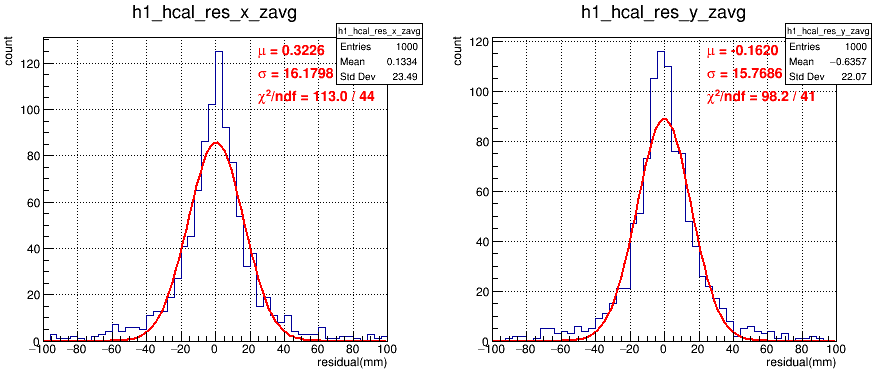 h1_hcal_res_x_zavg
count
h1_hcal_res_x_zavg
Entries 1000
Mean 0.1334
Std Dev 23.49
μ = 0.3226
σ = 16.1798
χ²/ndf = 113.0 / 44
120
100
80
60
40
20
0
−100 −80 −60 −40 −20 0 20 40 60 80 100
residual(mm)
h1_hcal_res_y_zavg
count
h1_hcal_res_y_zavg
Entries 1000
Mean −0.6357
Std Dev 22.07
μ = -0.1620
σ = 15.7686
χ²/ndf = 98.2 / 41
120
100
80
60
40
20
0
−100 −80 −60 −40 −20 0 20 40 60 80 100
residual(mm)